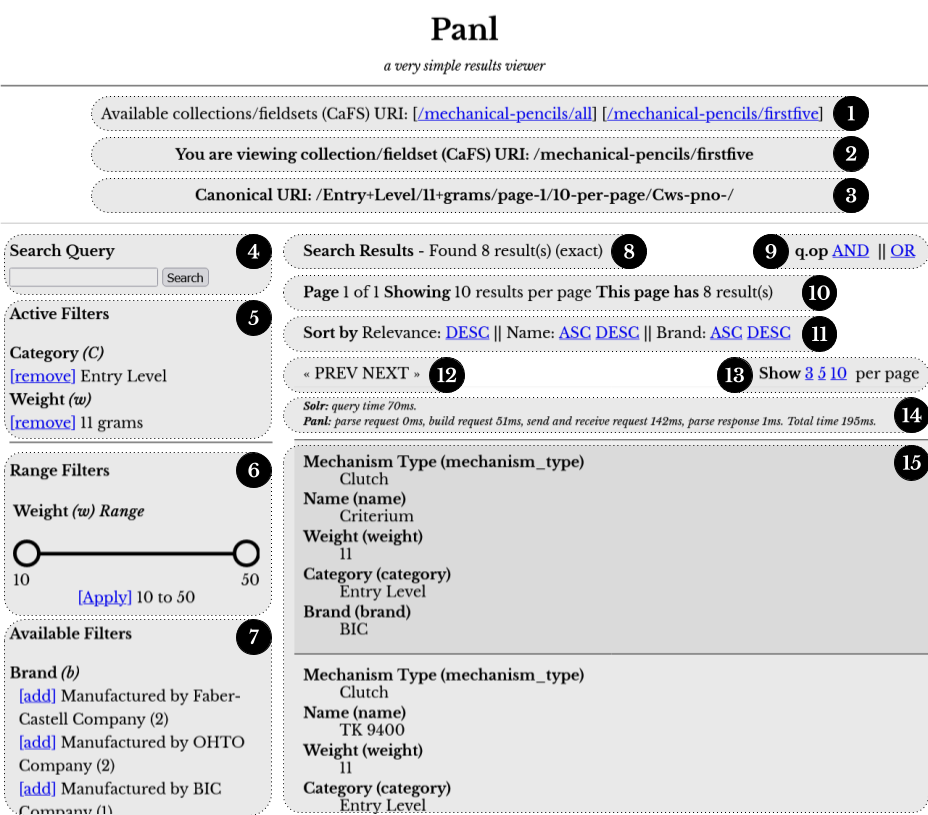 Panl
a very simple results viewer
Available collections/fieldsets (CaFS) URI: [/mechanical-pencils/all] [/mechanical-pencils/firstfive] 1
You are viewing collection/fieldset (CaFS) URI: /mechanical-pencils/firstfive 2
Canonical URI: /Entry+Level/11+grams/page-1/10-per-page/Cws-pno-/ 3
Search Query 4
Search
Active Filters 5
Category (C)
[remove] Entry Level
Weight (w)
[remove] 11 grams
Range Filters 6
Weight (w) Range
10 50
[Apply] 10 to 50
Available Filters 7
Brand (b)
[add] Manufactured by Faber-
Castell Company (2)
[add] Manufactured by OHTO
Company (2)
[add] Manufactured by BIC
Company (1)
Search Results - Found 8 result(s) (exact) 8
9 q.op AND || OR
Page 1 of 1 Showing 10 results per page This page has 8 result(s) 10
Sort by Relevance: DESC || Name: ASC DESC || Brand: ASC DESC 11
« PREV NEXT » 12
13 Show 3 5 10 per page
Solr: query time 70ms.
Panl: parse request 0ms, build request 51ms, send and receive request 142ms, parse response 1ms. Total time 195ms. 14
15
Mechanism Type (mechanism_type)
Clutch
Name (name)
Criterium
Weight (weight)
11
Category (category)
Entry Level
Brand (brand)
BIC
Mechanism Type (mechanism_type)
Clutch
Name (name)
TK 9400
Weight (weight)
11
Category (category)
Entry Level